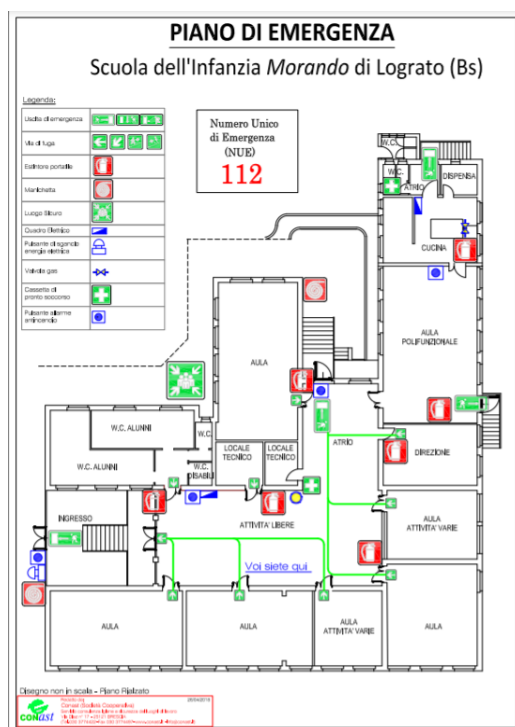 PIANO DI EMERGENZA
Scuola dell'Infanzia Morando di Lograto (Bs)
Legenda:
Uscita di emergenza
Via di fuga
Estintore portatile
Manichetta
Luogo Sicuro
Quadro Elettrico
Pulsante di sgancio
energia elettrica
Valvola gas
Cassetta di
pronto soccorso
Pulsante allarme
antincendio
Numero Unico
di Emergenza
(NUE)
112
W.C.
W.C.
ATRIO
DISPENSA
CUCINA
AULA
POLIFUNZIONALE
AULA
W.C. ALUNNI
W.C.
W.C. ALUNNI
W.C.
DISABILI
LOCALE
TECNICO
LOCALE
TECNICO
ATRIO
DIREZIONE
INGRESSO
ATTIVITA' LIBERE
AULA
ATTIVITA' VARIE
Voi siete qui
AULA
AULA
AULA
ATTIVITA' VARIE
AULA
Disegno non in scala - Piano Rialzato
Conast (Società Cooperativa)
conast